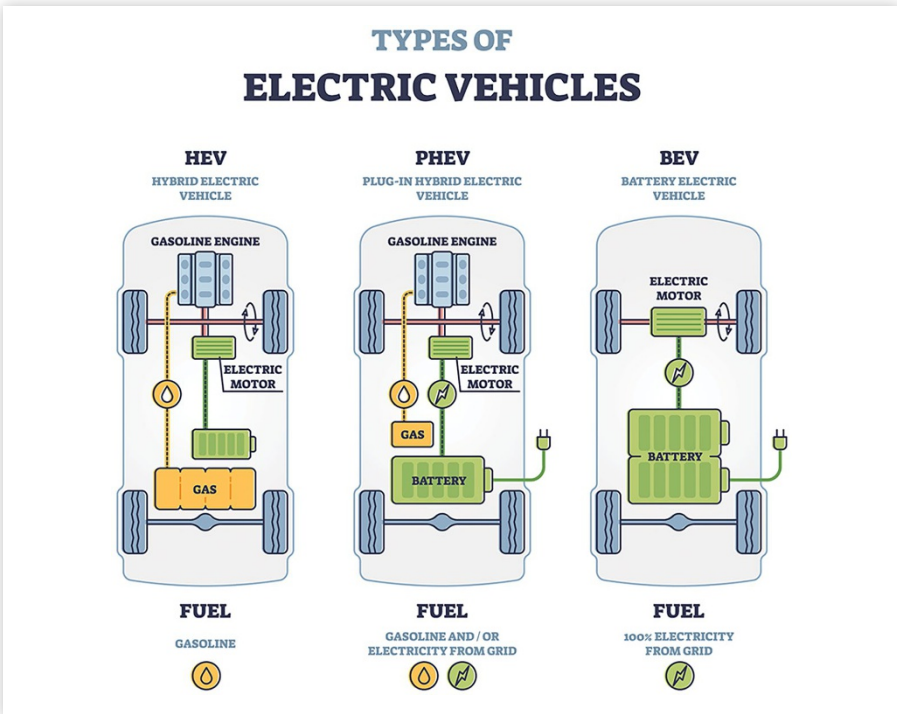 TYPES OF
ELECTRIC VEHICLES
HEV
HYBRID ELECTRIC
VEHICLE
GASOLINE ENGINE
ELECTRIC
MOTOR
GAS
FUEL
GASOLINE
PHEV
PLUG-IN HYBRID ELECTRIC
VEHICLE
GASOLINE ENGINE
ELECTRIC
MOTOR
GAS
BATTERY
FUEL
GASOLINE AND / OR
ELECTRICITY FROM GRID
BEV
BATTERY ELECTRIC
VEHICLE
ELECTRIC
MOTOR
BATTERY
FUEL
100% ELECTRICITY
FROM GRID